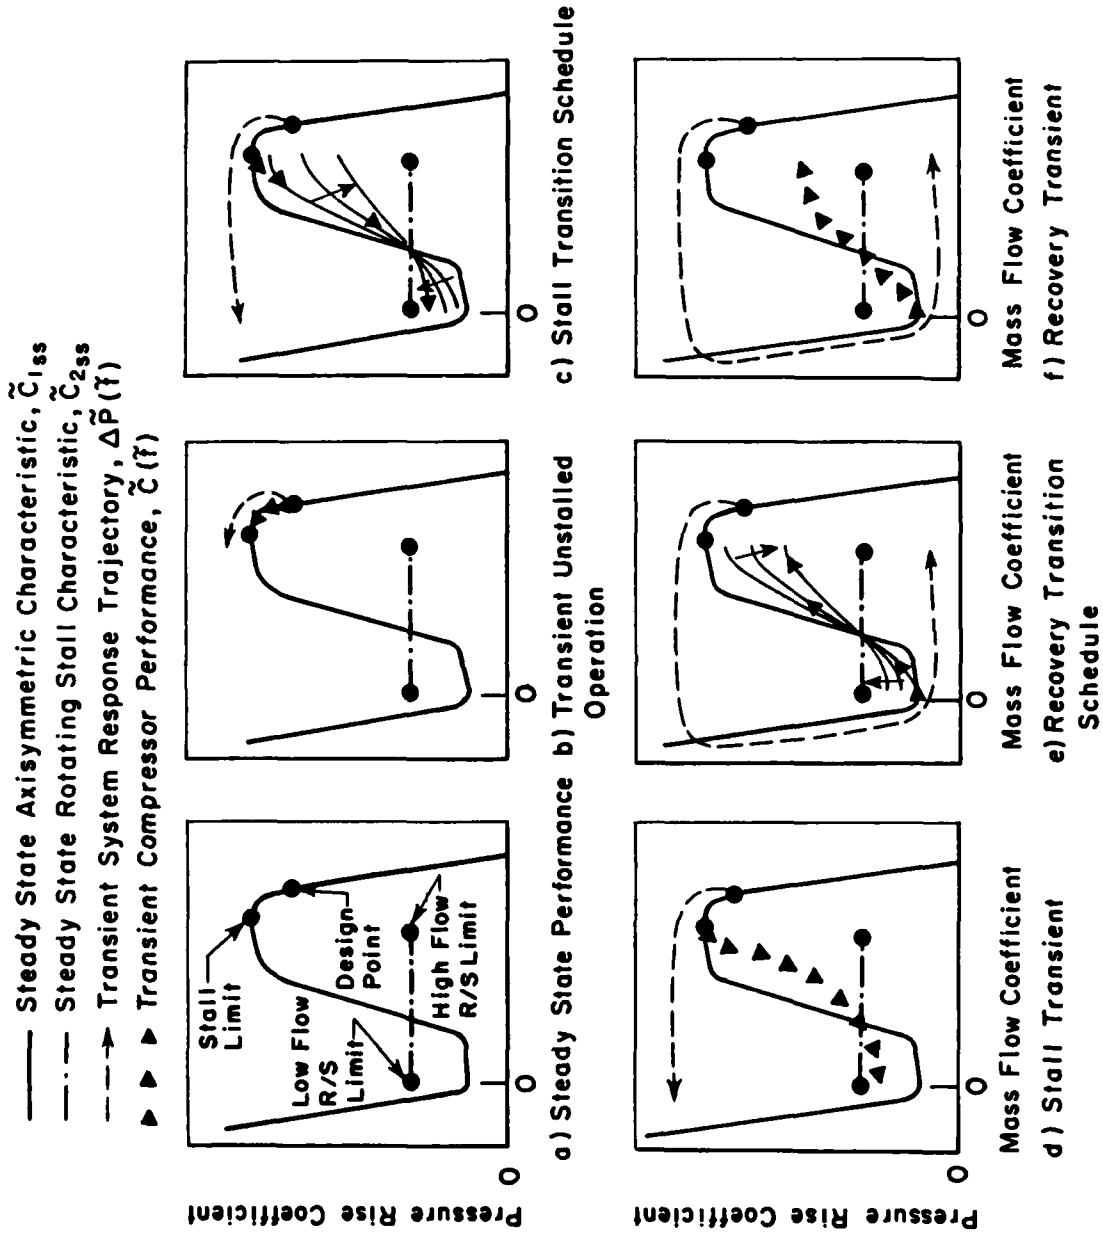 Steady State Axisymmetric Characteristic, C̃1ss
Steady State Rotating Stall Characteristic, C̃2ss
Transient System Response Trajectory, ΔP̃(t̃)
Transient Compressor Performance, C̃(t̃)
Pressure Rise Coefficient
0
Stall
Limit
Low Flow
R/S
Limit
Design
Point
High Flow
R/S Limit
0
a) Steady State Performance
0
b) Transient Unstalled
Operation
0
c) Stall Transition Schedule
Pressure Rise Coefficient
0
0
Mass Flow Coefficient
d) Stall Transient
0
Mass Flow Coefficient
e) Recovery Transition
Schedule
0
Mass Flow Coefficient
f) Recovery Transient